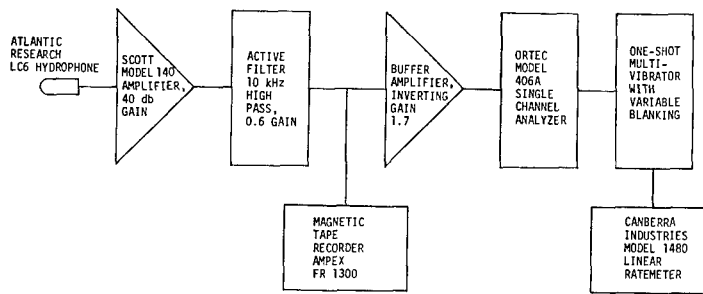 ATLANTIC
RESEARCH
LC6 HYDROPHONE
SCOTT
MODEL 140
AMPLIFIER,
40 db
GAIN
ACTIVE
FILTER
10 kHz
HIGH
PASS,
0.6 GAIN
BUFFER
AMPLIFIER,
INVERTING
GAIN
1.7
ORTEC
MODEL
406A
SINGLE
CHANNEL
ANALYZER
ONE-SHOT
MULTI-
VIBRATOR
WITH
VARIABLE
BLANKING
MAGNETIC
TAPE
RECORDER
AMPEX
FR 1300
CANBERRA
INDUSTRIES
MODEL 1480
LINEAR
RATEMETER